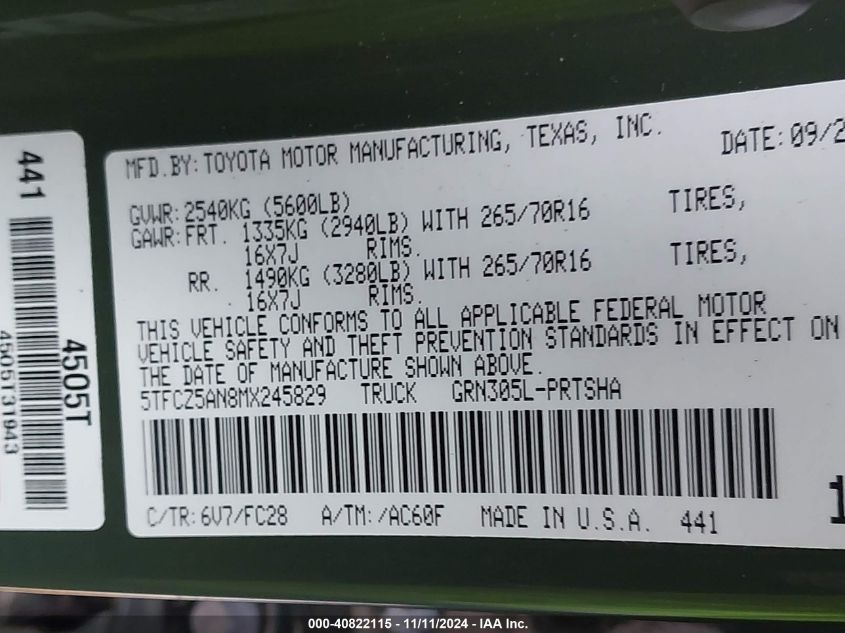 MFD.BY: TOYOTA MOTOR MANUFACTURING, TEXAS, INC. DATE: 09/2
GVWR: 2540KG (5600LB)
GAWR: FRT. 1335KG (2940LB) WITH 265/70R16 TIRES,
16X7J RIMS.
RR. 1490KG (3280LB) WITH 265/70R16 TIRES,
16X7J RIMS.
THIS VEHICLE CONFORMS TO ALL APPLICABLE FEDERAL MOTOR
VEHICLE SAFETY AND THEFT PREVENTION STANDARDS IN EFFECT ON
THE DATE OF MANUFACTURE SHOWN ABOVE.
5TFCZ5AN8MX245829 TRUCK GRN305L-PRTSHA
C/TR: 6V7/FC28 A/TM: /AC60F MADE IN U.S.A. 441
1
441
4505T
4505T31943
000-40822115 - 11/11/2024 - IAA Inc.